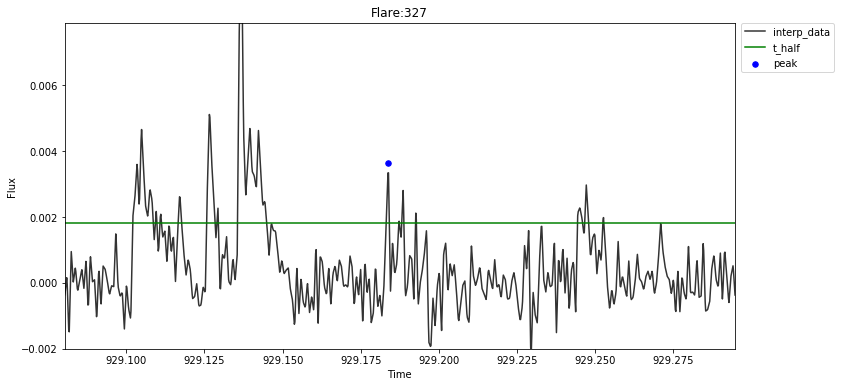 Flare:327
interp_data
t_half
peak
Flux
0.006
0.004
0.002
0.000
−0.002
929.100
929.125
929.150
929.175
929.200
929.225
929.250
929.275
Time